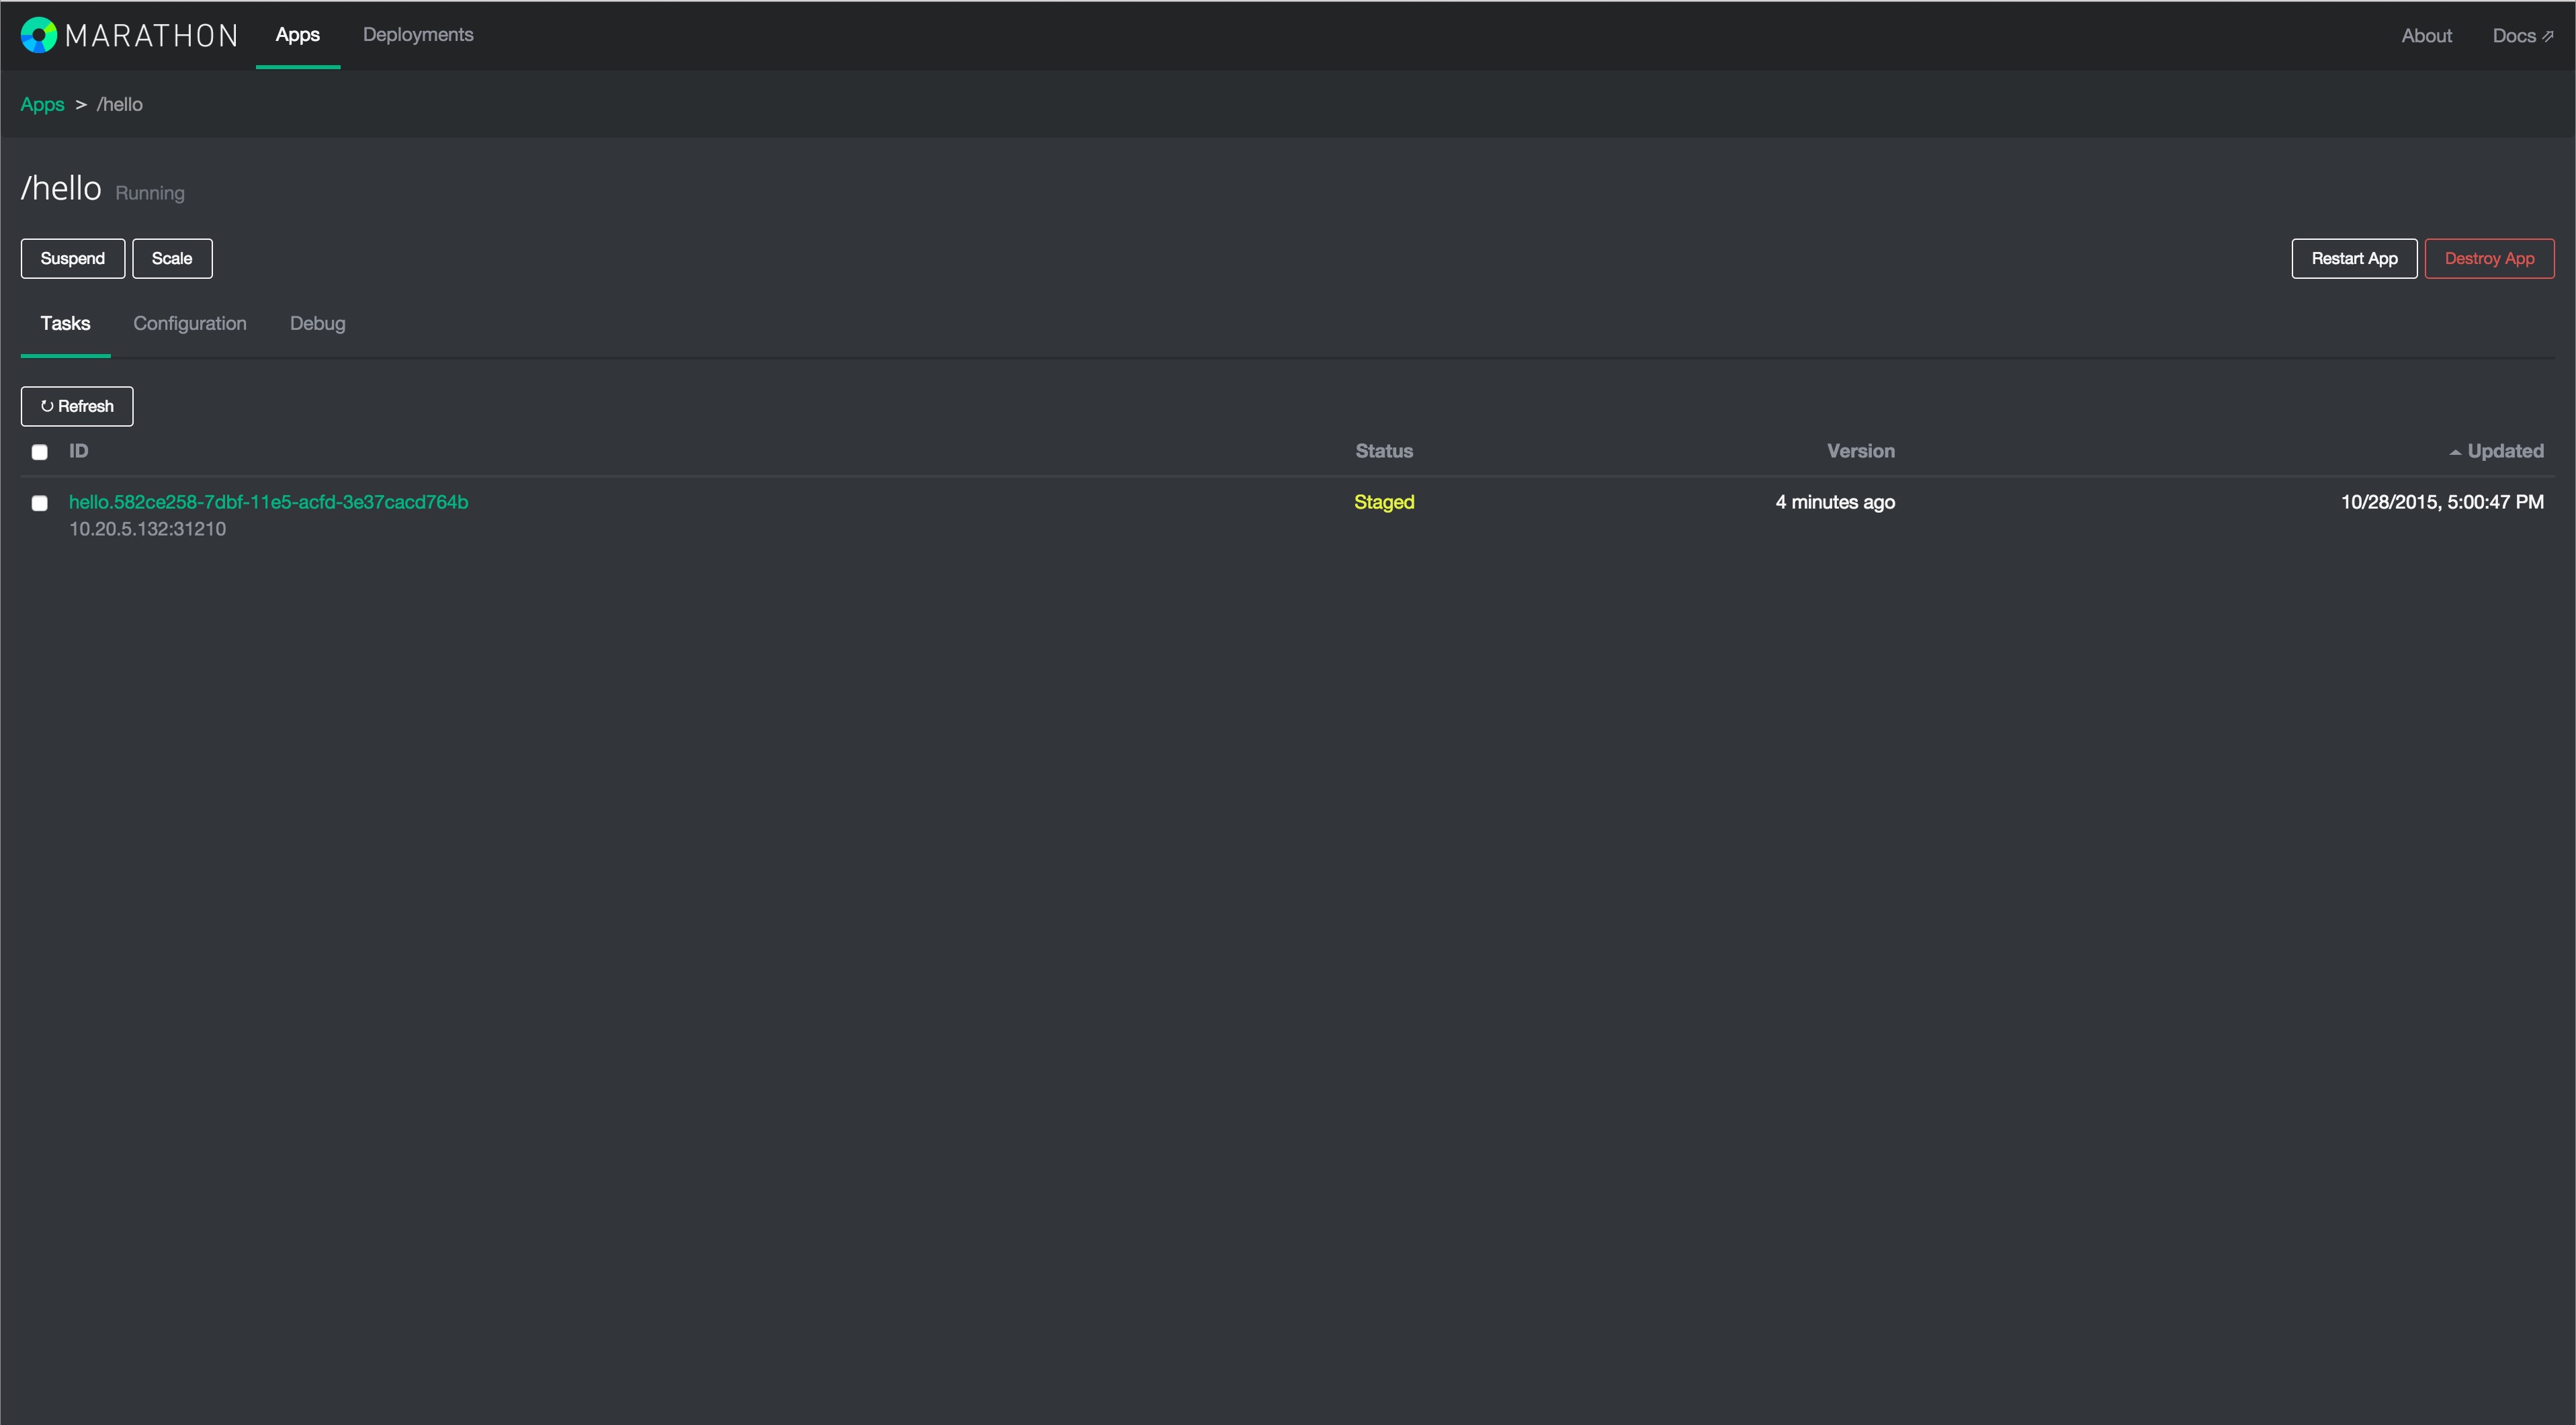 MARATHON Apps Deployments About Docs
Apps > /hello
/hello Running
Suspend Scale Restart App Destroy App
Tasks Configuration Debug
Refresh
ID Status Version Updated
hello.582ce258-7dbf-11e5-acfd-3e37cacd764b Staged 4 minutes ago 10/28/2015, 5:00:47 PM
10.20.5.132:31210